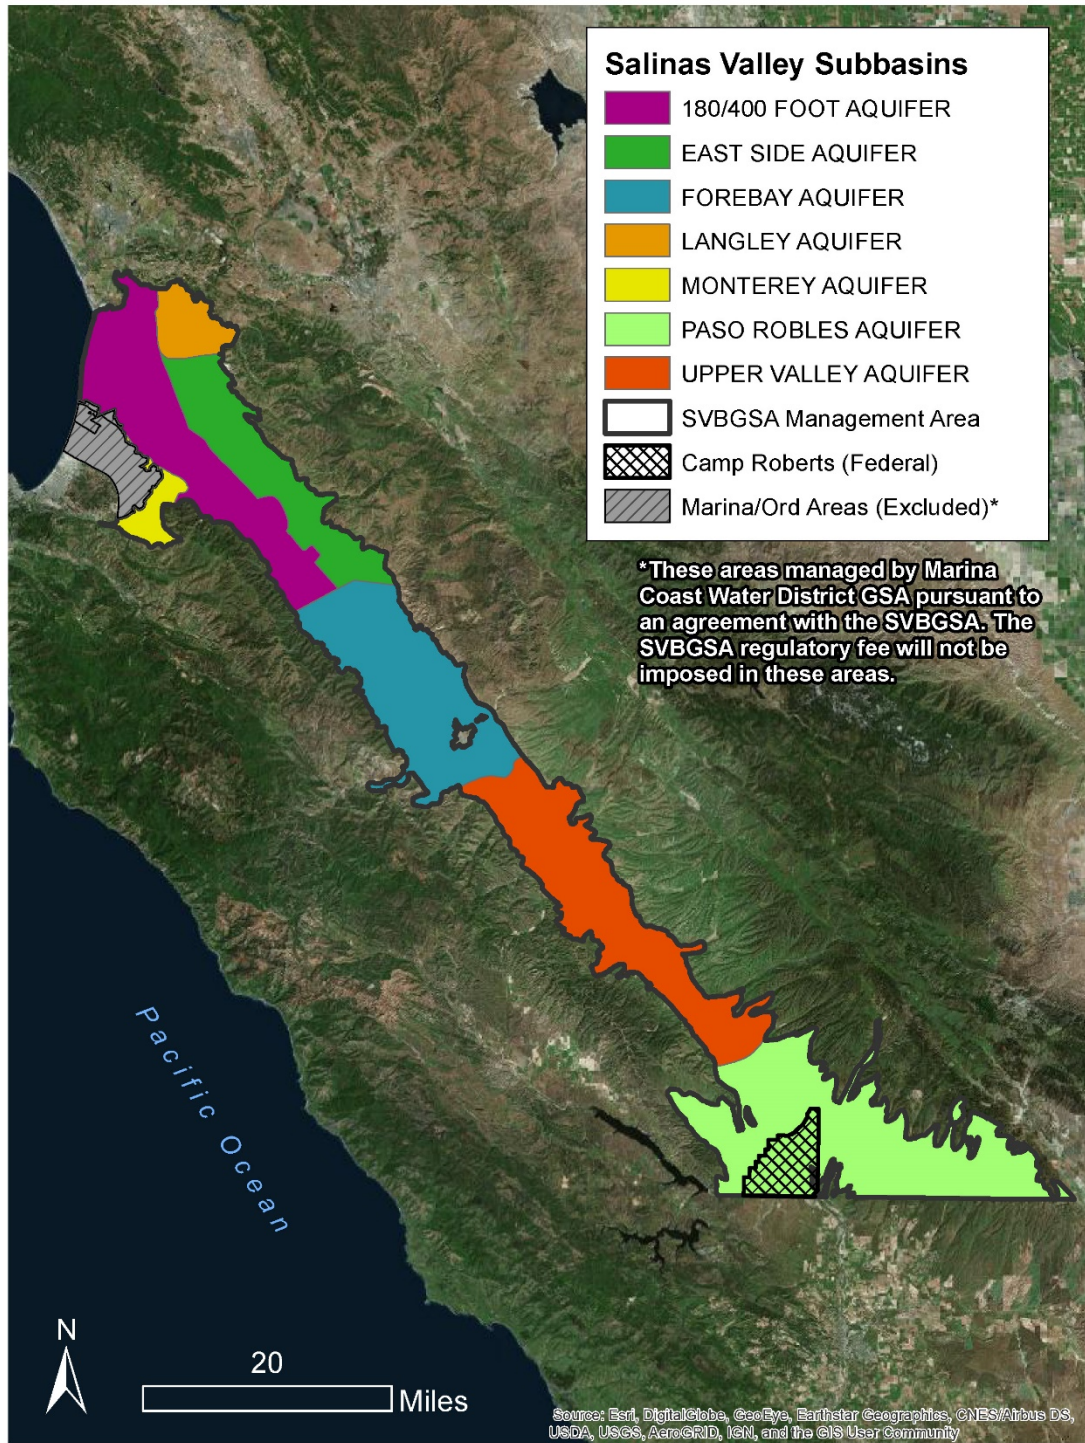 Salinas Valley Subbasins
180/400 FOOT AQUIFER
EAST SIDE AQUIFER
FOREBAY AQUIFER
LANGLEY AQUIFER
MONTEREY AQUIFER
PASO ROBLES AQUIFER
UPPER VALLEY AQUIFER
SVBGSA Management Area
Camp Roberts (Federal)
Marina/Ord Areas (Excluded)*
*These areas managed by Marina
Coast Water District GSA pursuant to
an agreement with the SVBGSA. The
SVBGSA regulatory fee will not be
imposed in these areas.
Pacific Ocean
N
20
Miles
Source: Esri, DigitalGlobe, GeoEye, Earthstar Geographics, CNES/Airbus DS,
USDA, USGS, AeroGRID, IGN, and the GIS User Community